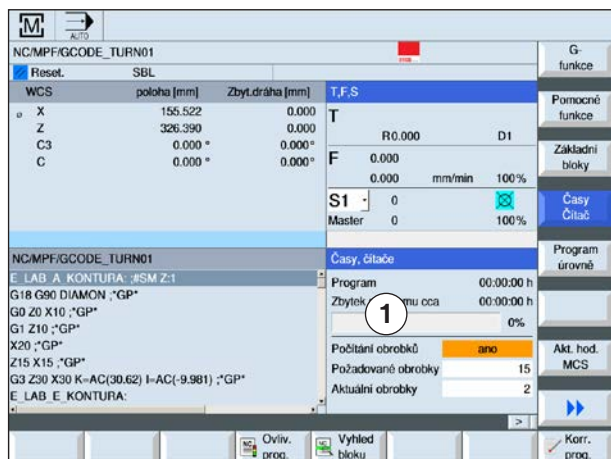 M
AUTO
NC/MPF/GCODE_TURN01
Reset. SBL
WCS poloha [mm] Zbyt.dráha [mm]
⌀ X 155.522 0.000
Z 326.390 0.000
C3 0.000 ° 0.000°
C 0.000 ° 0.000°
T,F,S
T
R0.000 D1
F 0.000
0.000 mm/min 100%
S1 0
Master 0 100%
NC/MPF/GCODE_TURN01
E_LAB_A_KONTURA: ;#SM Z:1
G18 G90 DIAMON ;*GP*
G0 Z0 X10 ;*GP*
G1 Z10 ;*GP*
X20 ;*GP*
Z15 X15 ;*GP*
G3 Z30 X30 K=AC(30.62) I=AC(-9.981) ;*GP*
E_LAB_E_KONTURA:
Časy, čítače
Program 00:00:00 h
Zbytek mu cca 00:00:00 h
1
0%
Počítání obrobků ano
Požadované obrobky 15
Aktuální obrobky 2
>
G-
funkce
Pomocné
funkce
Základní
bloky
Časy
Čítač
Program
úrovně
Akt. hod.
MCS
Ovliv.
prog.
Vyhled
bloku
Korr.
prog.